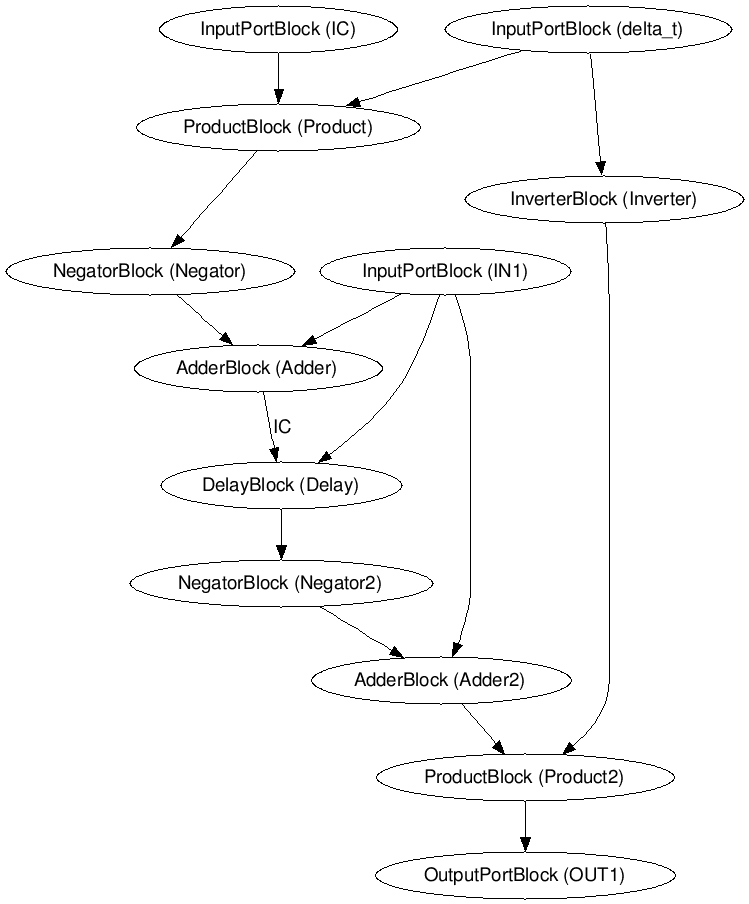 InputPortBlock (IC)
InputPortBlock (delta_t)
ProductBlock (Product)
InverterBlock (Inverter)
NegatorBlock (Negator)
InputPortBlock (IN1)
AdderBlock (Adder)
IC
DelayBlock (Delay)
NegatorBlock (Negator2)
AdderBlock (Adder2)
ProductBlock (Product2)
OutputPortBlock (OUT1)